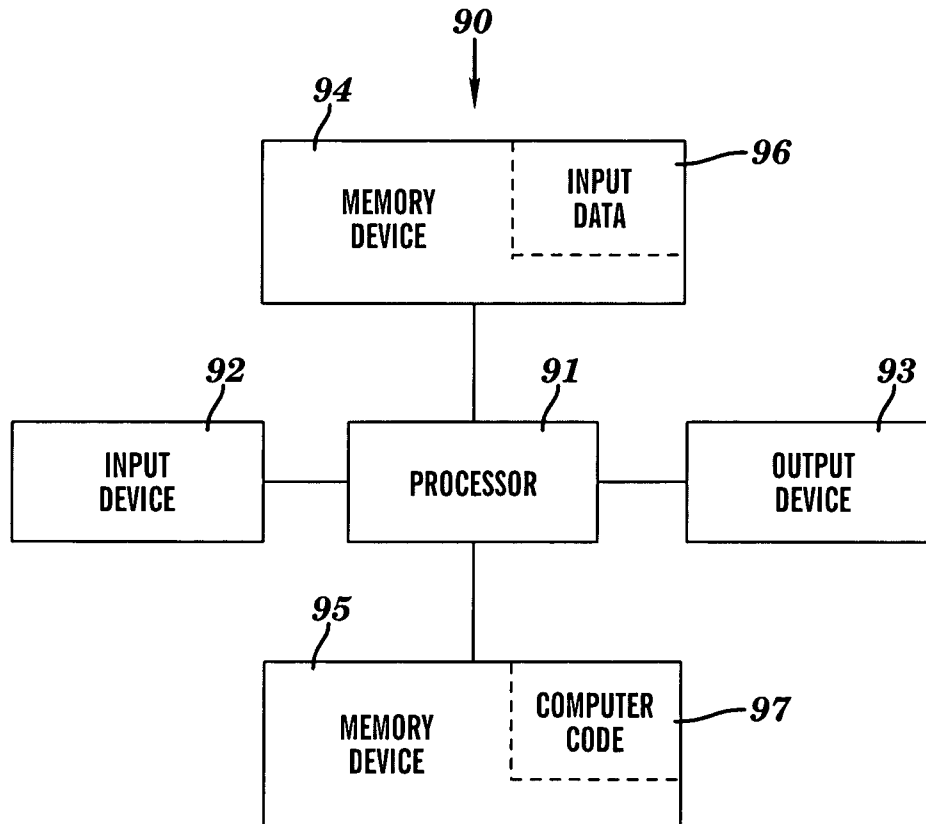 90
94
96
MEMORY
DEVICE
INPUT
DATA
92
91
93
INPUT
DEVICE
PROCESSOR
OUTPUT
DEVICE
95
97
MEMORY
DEVICE
COMPUTER
CODE